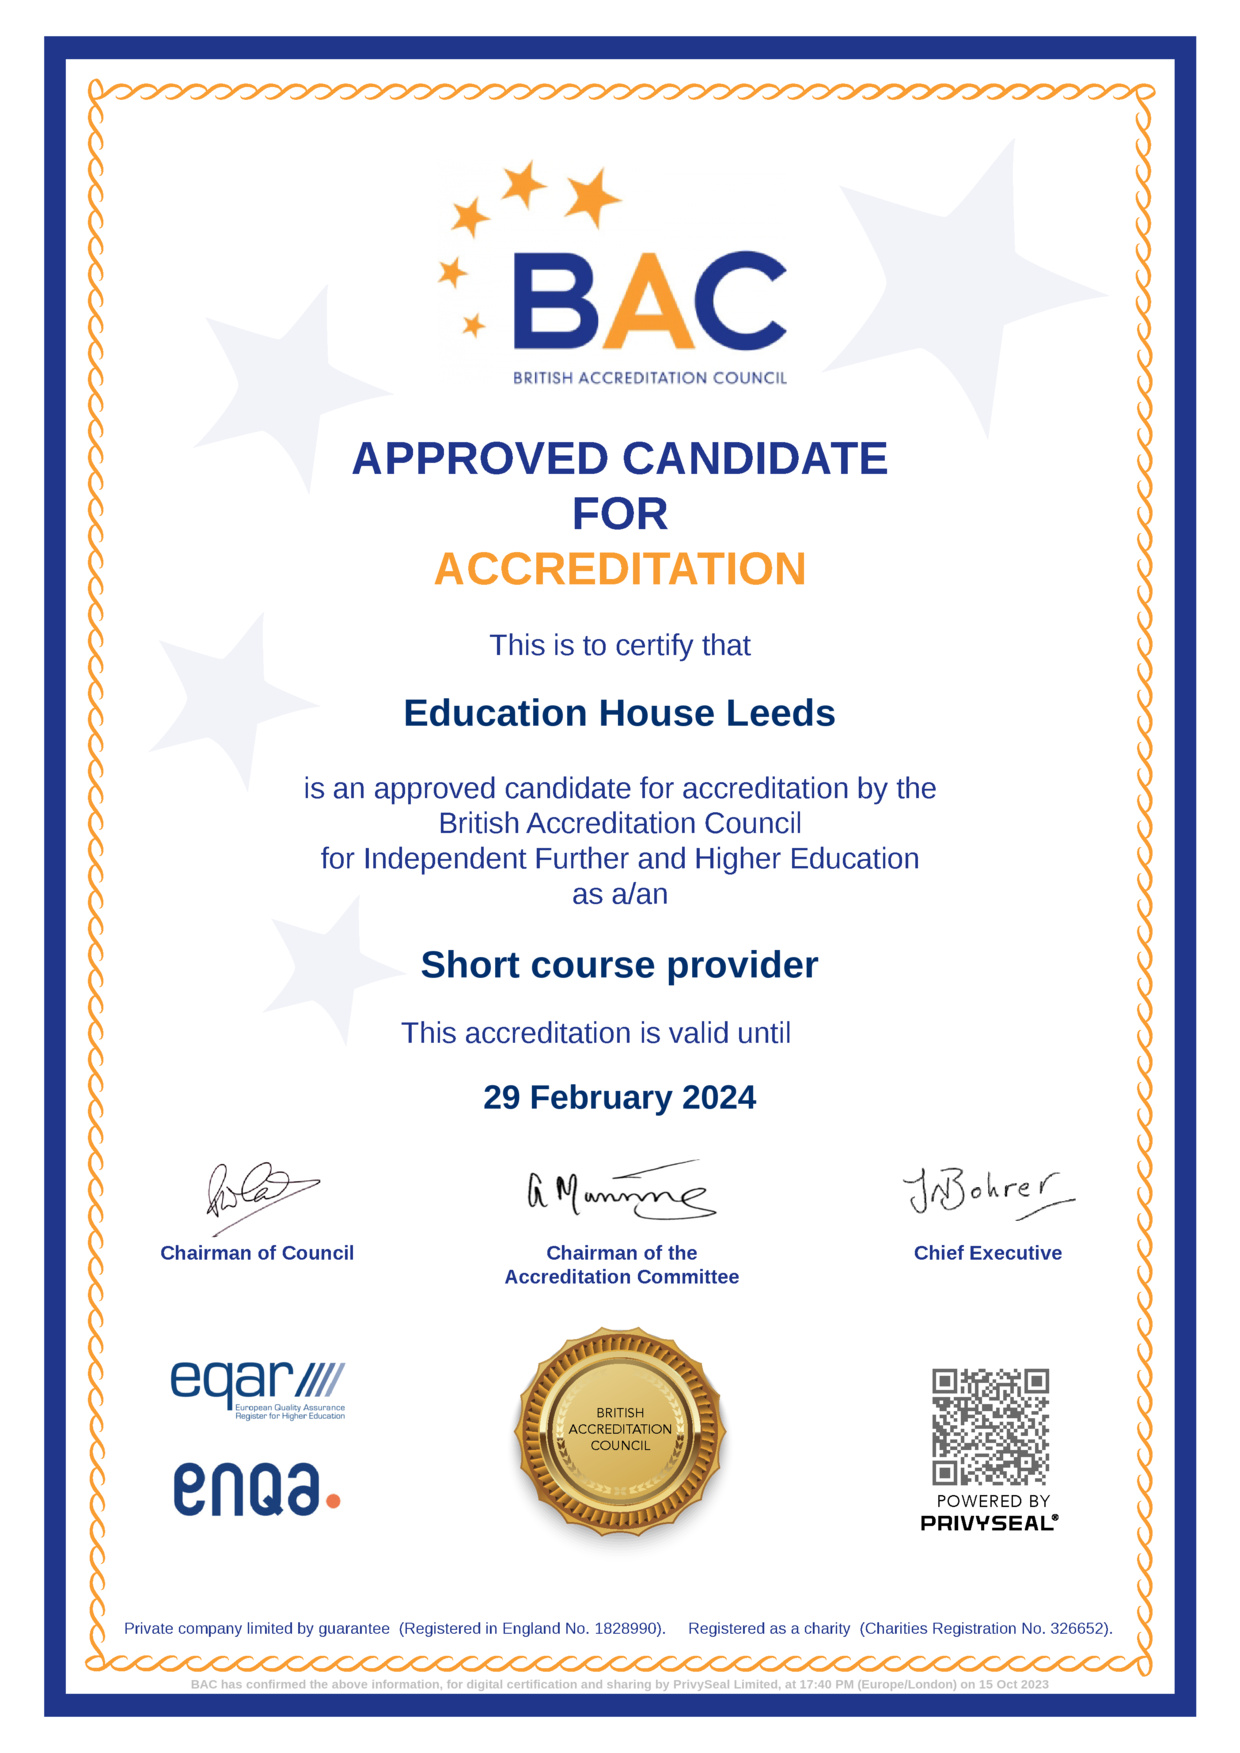 BAC
BRITISH ACCREDITATION COUNCIL
APPROVED CANDIDATE
FOR
ACCREDITATION
This is to certify that
Education House Leeds
is an approved candidate for accreditation by the
British Accreditation Council
for Independent Further and Higher Education
as a/an
Short course provider
This accreditation is valid until
29 February 2024
A Manning
JNBohrer
Chairman of Council
Chairman of the
Accreditation Committee
Chief Executive
eqar
European Quality Assurance
Register for Higher Education
enqa.
BRITISH
ACCREDITATION
COUNCIL
POWERED BY
PRIVYSEAL®
Private company limited by guarantee (Registered in England No. 1828990). Registered as a charity (Charities Registration No. 326652).
BAC has confirmed the above information, for digital certification and sharing by PrivySeal Limited, at 17:40 PM (Europe/London) on 15 Oct 2023